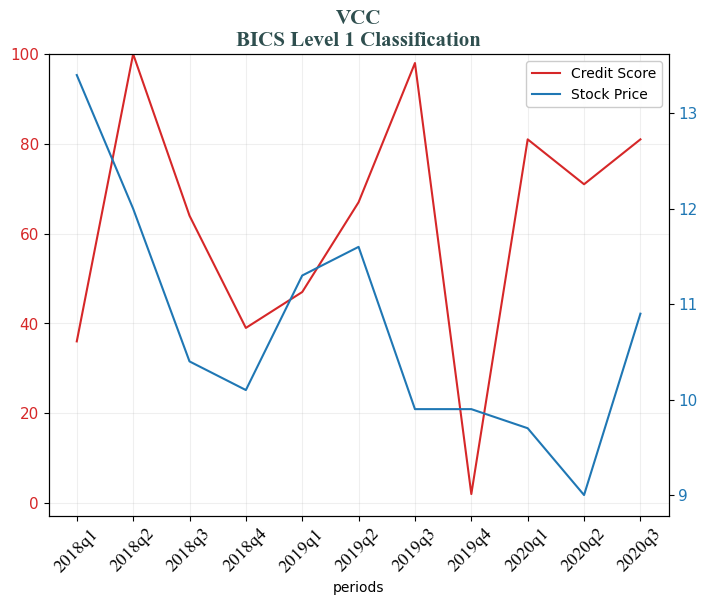 VCC
BICS Level 1 Classification
Credit Score
Stock Price
100
80
60
40
20
0
13
12
11
10
9
2018q1
2018q2
2018q3
2018q4
2019q1
2019q2
2019q3
2019q4
2020q1
2020q2
2020q3
periods